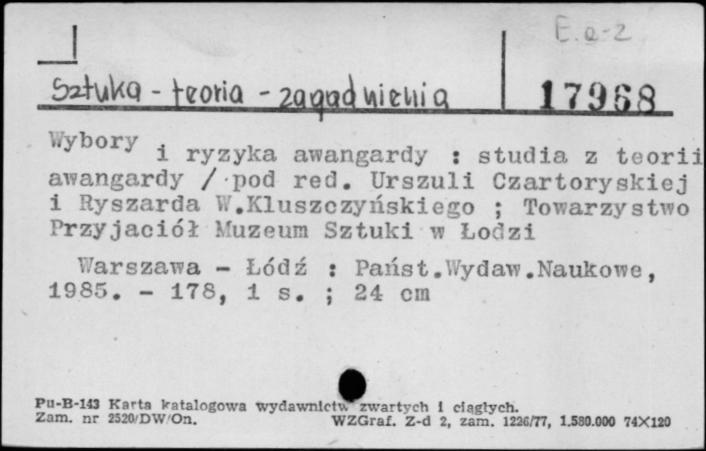 E.e-2
Sztuka - teoria - zagadnienia 17968
Wybory i ryzyka awangardy : studia z teorii
awangardy / pod red. Urszuli Czartoryskiej
i Ryszarda W.Kluszczyńskiego ; Towarzystwo
Przyjaciół Muzeum Sztuki w Łodzi
Warszawa - Łódź : Państ.Wydaw.Naukowe,
1985. - 178, 1 s. ; 24 cm
Pu-B-143 Karta katalogowa wydawnictw zwartych i ciągłych.
Zam. nr 2520/DW/On. WZGraf. Z-d 2, zam. 1226/77, 1.580.000 74X120